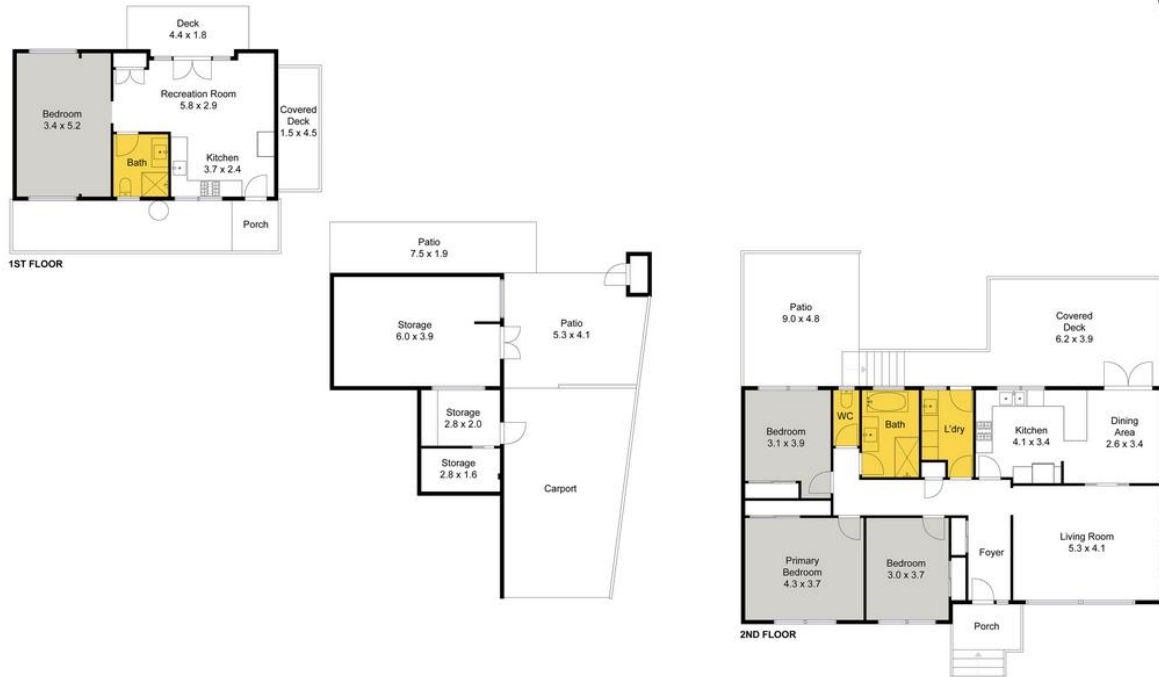 Deck
4.4 x 1.8
Bedroom
3.4 x 5.2
Recreation Room
5.8 x 2.9
Covered
Deck
1.5 x 4.5
Bath
Kitchen
3.7 x 2.4
Porch
1ST FLOOR
Patio
7.5 x 1.9
Storage
6.0 x 3.9
Patio
5.3 x 4.1
Storage
2.8 x 2.0
Storage
2.8 x 1.6
Carport
Patio
9.0 x 4.8
Covered
Deck
6.2 x 3.9
Bedroom
3.1 x 3.9
WC
Bath
L'dry
Kitchen
4.1 x 3.4
Dining
Area
2.6 x 3.4
Primary
Bedroom
4.3 x 3.7
Bedroom
3.0 x 3.7
Foyer
Living Room
5.3 x 4.1
Porch
2ND FLOOR